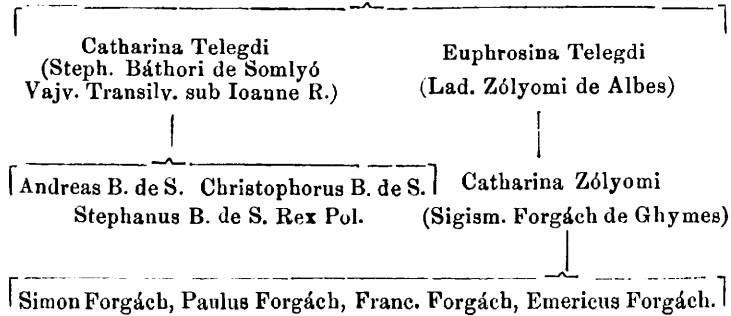 Catharina Telegdi
(Steph. Báthori de Somlyó
Vajv. Transilv. sub Ioanne R.)
Euphrosina Telegdi
(Lad. Zólyomi de Albes)
Andreas B. de S. Christophorus B. de S.
Stephanus B. de S. Rex Pol.
Catharina Zólyomi
(Sigism. Forgách de Ghymes)
Simon Forgách, Paulus Forgách, Franc. Forgách, Emericus Forgách.